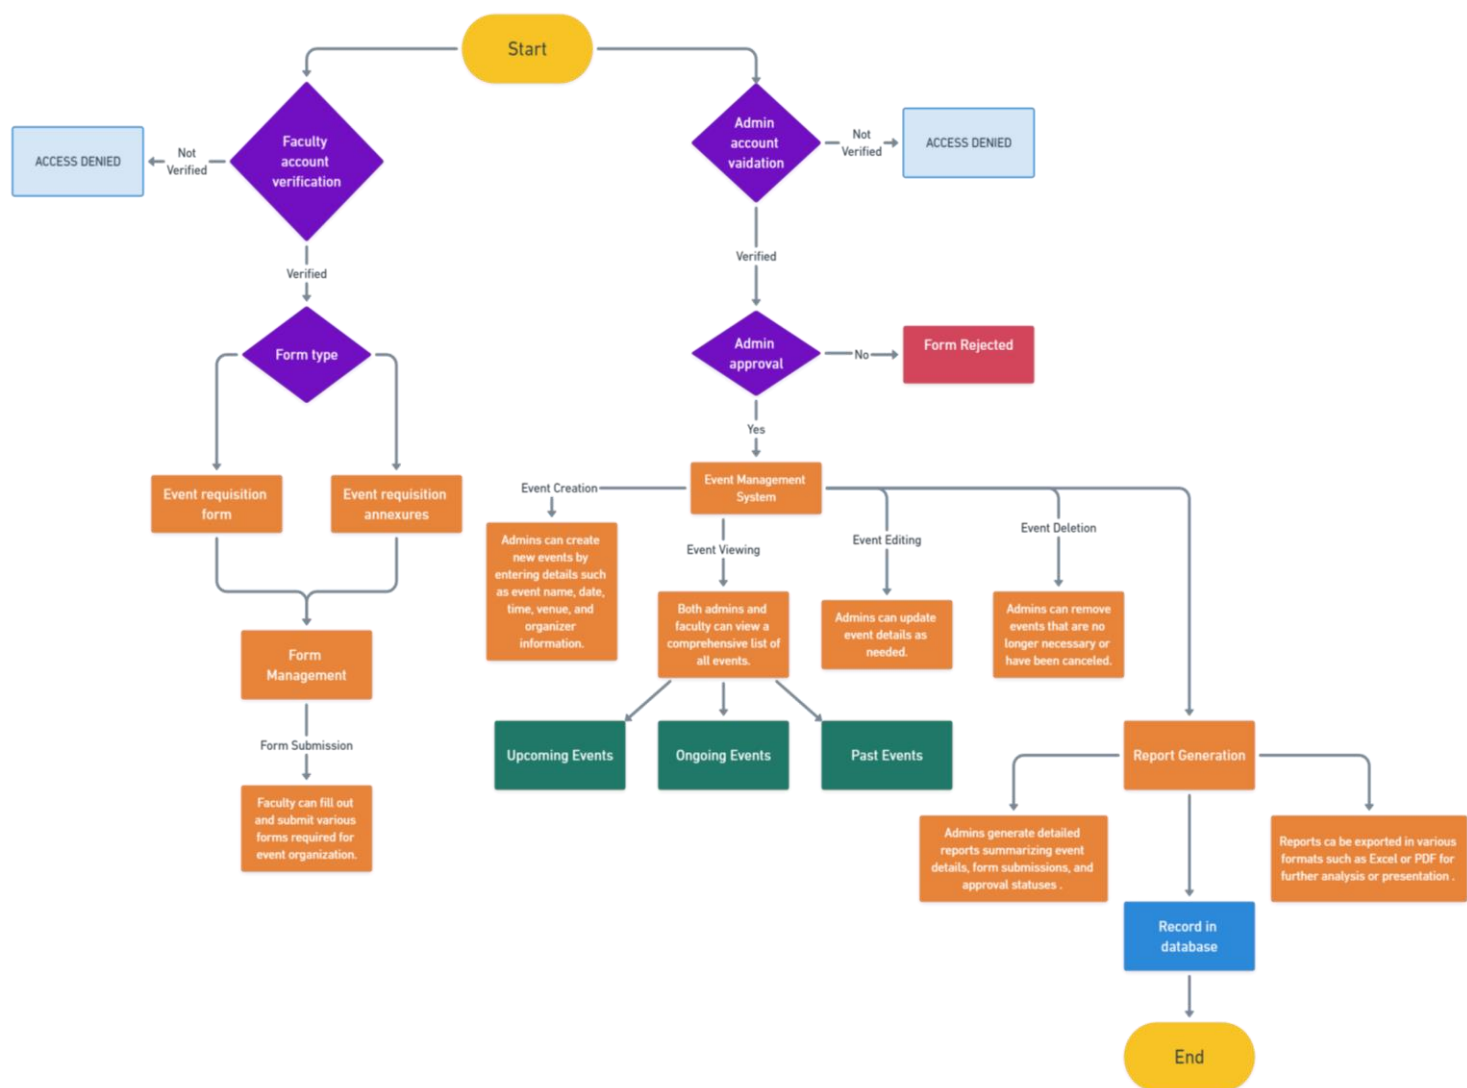 Start
Faculty
account
verification
Not
Verified
ACCESS DENIED
Admin
account
vaidation
Not
Verified
ACCESS DENIED
Verified
Verified
Form type
Admin
approval
No
Form Rejected
Yes
Event requisition
form
Event requisition
annexures
Event Management
System
Event Creation
Admins can create
new events by
entering details such
as event name, date,
time, venue, and
organizer
information.
Event Viewing
Both admins and
faculty can view a
comprehensive list of
all events.
Event Editing
Admins can update
event details as
needed.
Event Deletion
Admins can remove
events that are no
longer necessary or
have been canceled.
Form
Management
Form Submission
Faculty can fill out
and submit various
forms required for
event organization.
Upcoming Events
Ongoing Events
Past Events
Report Generation
Admins generate detailed
reports summarizing event
details, form submissions, and
approval statuses .
Reports ca be exported in various
formats such as Excel or PDF for
further analysis or presentation .
Record in
database
End